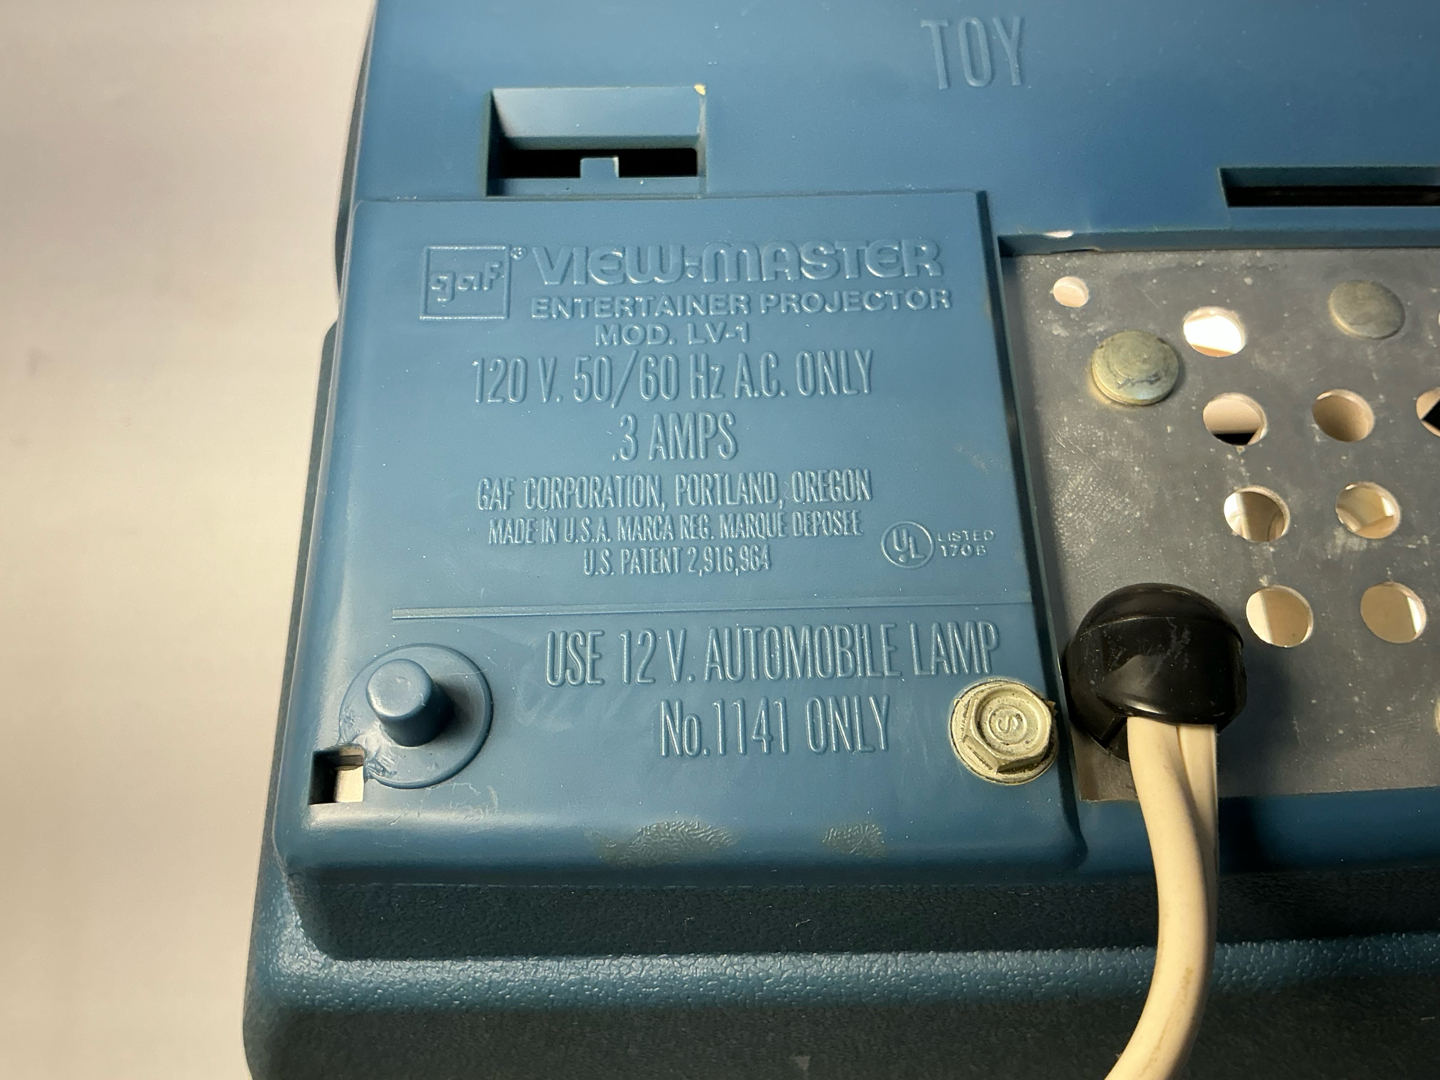 TOY
gaf® VIEW-MASTER
ENTERTAINER PROJECTOR
MOD. LV-1
120 V. 50/60 Hz A.C. ONLY
.3 AMPS
GAF CORPORATION, PORTLAND, OREGON
MADE IN U.S.A. MARCA REG. MARQUE DEPOSEE
U.S. PATENT 2,916,964
UL LISTED
170B
USE 12 V. AUTOMOBILE LAMP
No. 1141 ONLY
S